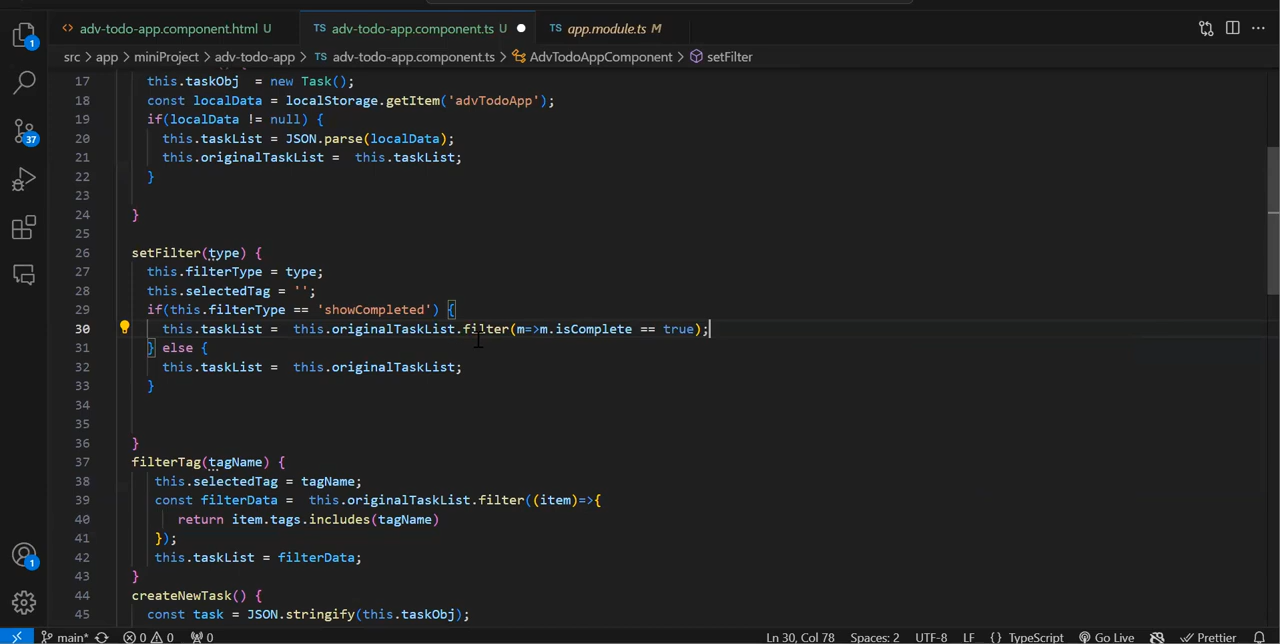 adv-todo-app.component.html U
TS adv-todo-app.component.ts U
TS app.module.ts M
src > app > miniProject > adv-todo-app > TS adv-todo-app.component.ts > AdvTodoAppComponent > setFilter
17 this.taskObj  = new Task();
18 const localData = localStorage.getItem('advTodoApp');
19 if(localData != null) {
20 this.taskList = JSON.parse(localData);
21 this.originalTaskList =  this.taskList;
22 }
23
24 }
25
26 setFilter(type) {
27 this.filterType = type;
28 this.selectedTag = '';
29 if(this.filterType == 'showCompleted') {
30 this.taskList =  this.originalTaskList.filter(m=>m.isComplete == true);
31 } else {
32 this.taskList =  this.originalTaskList;
33 }
34
35
36 }
37 filterTag(tagName) {
38 this.selectedTag = tagName;
39 const filterData =  this.originalTaskList.filter((item)=>{
40 return item.tags.includes(tagName)
41 });
42 this.taskList = filterData;
43 }
44 createNewTask() {
45 const task = JSON.stringify(this.taskObj);
1
37
1
main* 0 0 0 Ln 30, Col 78 Spaces: 2 UTF-8 LF {} TypeScript Go Live Prettier